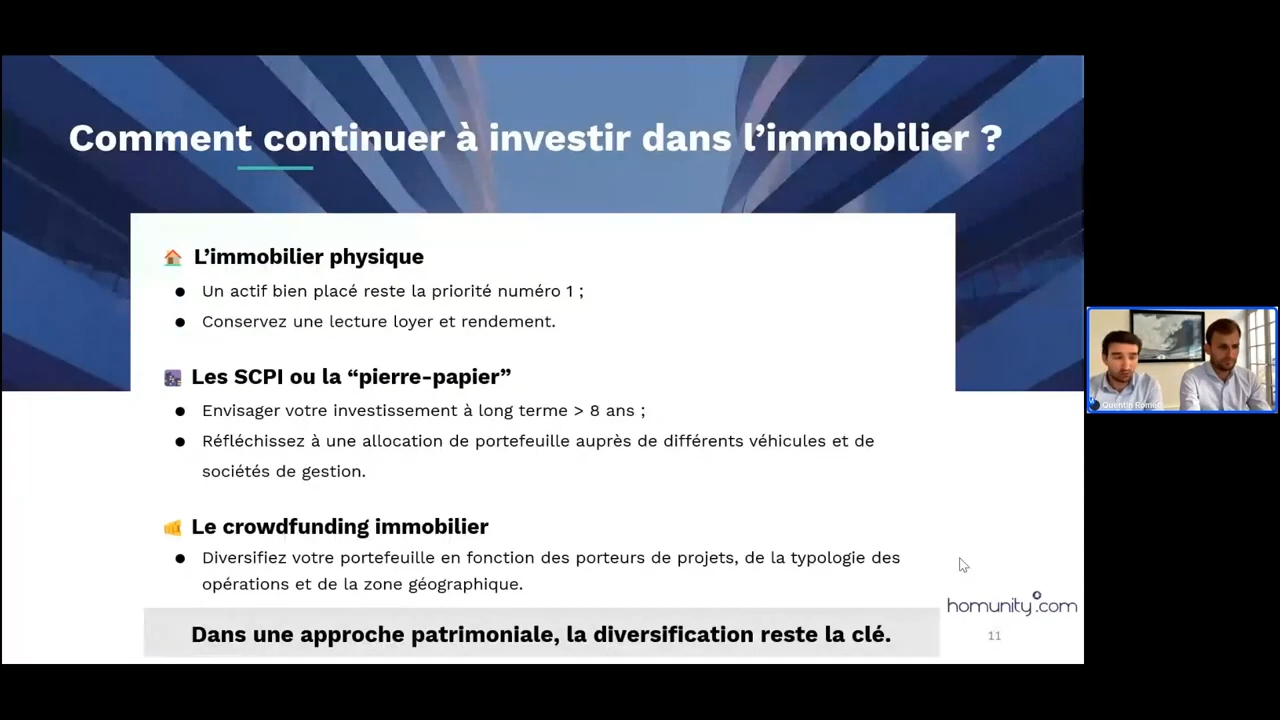 Comment continuer à investir dans l’immobilier ?
L’immobilier physique
Un actif bien placé reste la priorité numéro 1 ;
Conservez une lecture loyer et rendement.
Les SCPI ou la “pierre-papier”
Envisager votre investissement à long terme > 8 ans ;
Réfléchissez à une allocation de portefeuille auprès de différents véhicules et de
sociétés de gestion.
Le crowdfunding immobilier
Diversifiez votre portefeuille en fonction des porteurs de projets, de la typologie des
opérations et de la zone géographique.
Dans une approche patrimoniale, la diversification reste la clé.
homunity.com
11
Quentin